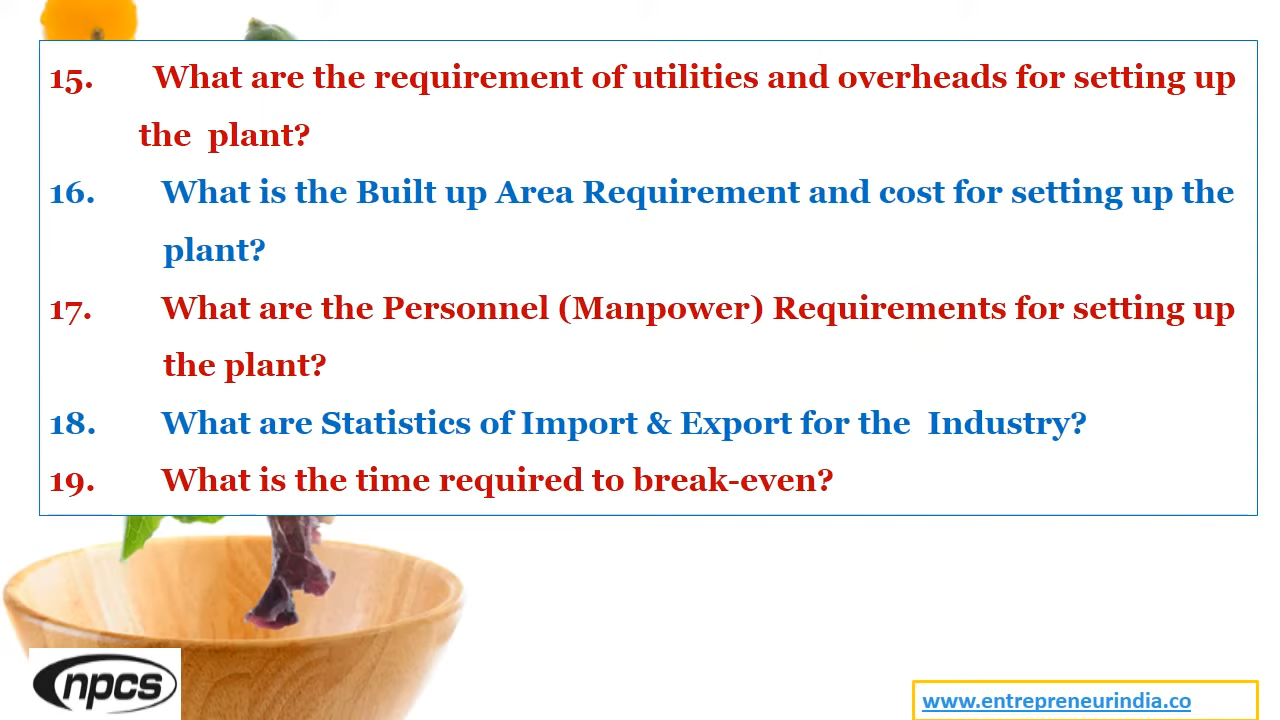 15. What are the requirement of utilities and overheads for setting up
the plant?
16. What is the Built up Area Requirement and cost for setting up the
plant?
17. What are the Personnel (Manpower) Requirements for setting up
the plant?
18. What are Statistics of Import & Export for the Industry?
19. What is the time required to break-even?
npcs
www.entrepreneurindia.co